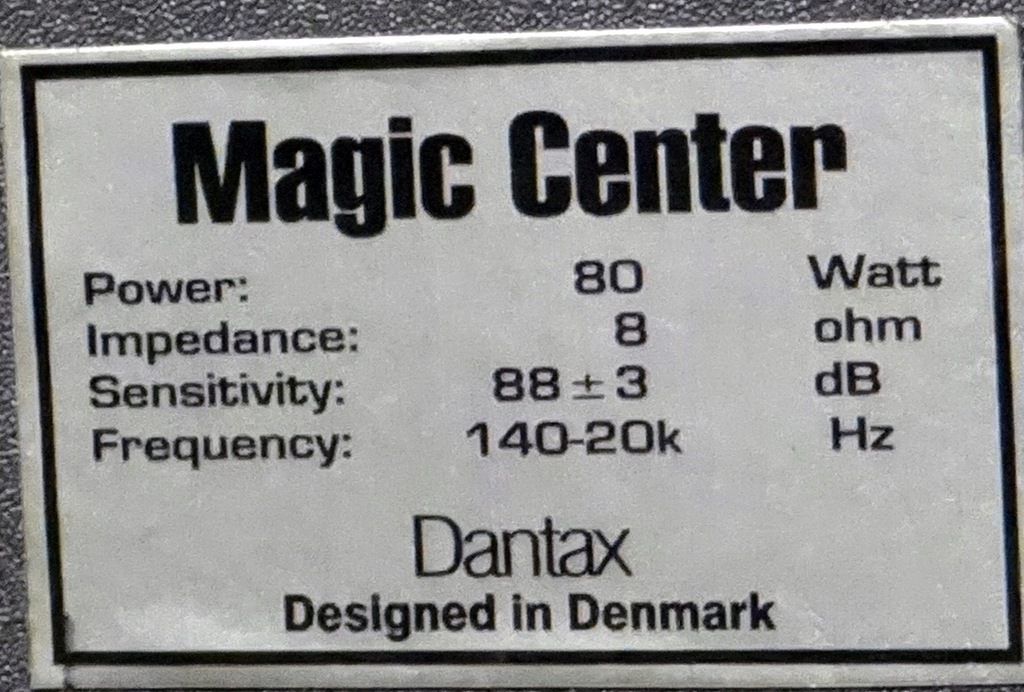 Magic Center
Power: 80 Watt
Impedance: 8 ohm
Sensitivity: 88 ± 3 dB
Frequency: 140-20k Hz
Dantax
Designed in Denmark